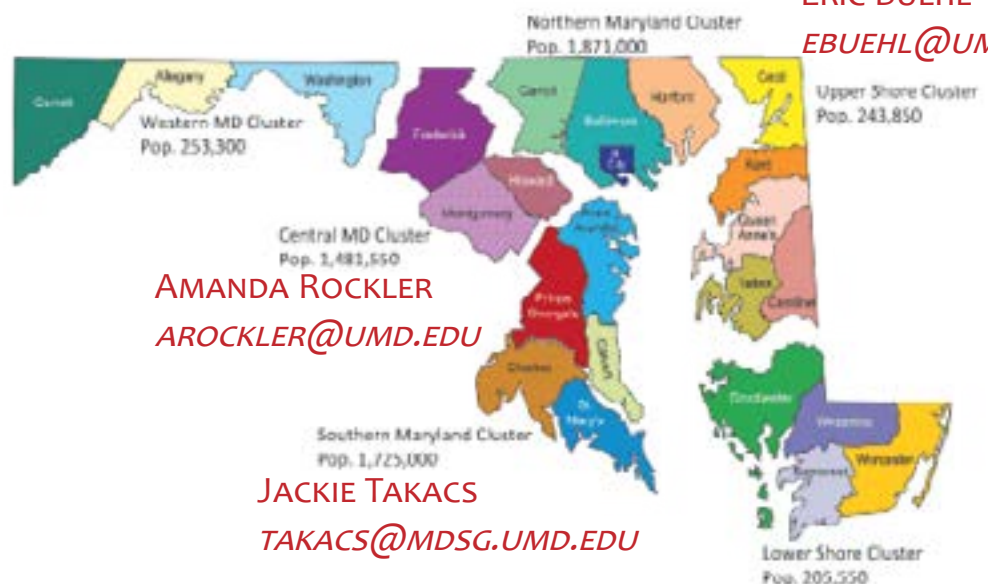 Northern Maryland Cluster
Pop. 1,871,000
EBUEHL@UM
Upper Shore Cluster
Pop. 243,850
Garrett
Allegany
Washington
Western MD Cluster
Pop. 253,300
Frederick
Carroll
Baltimore
Harford
Cecil
Kent
Queen
Anne's
Talbot
Caroline
Howard
Montgomery
Central MD Cluster
Pop. 1,481,550
Anne
Arundel
AMANDA ROCKLER
AROCKLER@UMD.EDU
Prince
George's
Charles
Calvert
St.
Mary's
Southern Maryland Cluster
Pop. 1,725,000
JACKIE TAKACS
TAKACS@MDSG.UMD.EDU
Dorchester
Wicomico
Somerset
Worcester
Lower Shore Cluster
Pop. 205,550